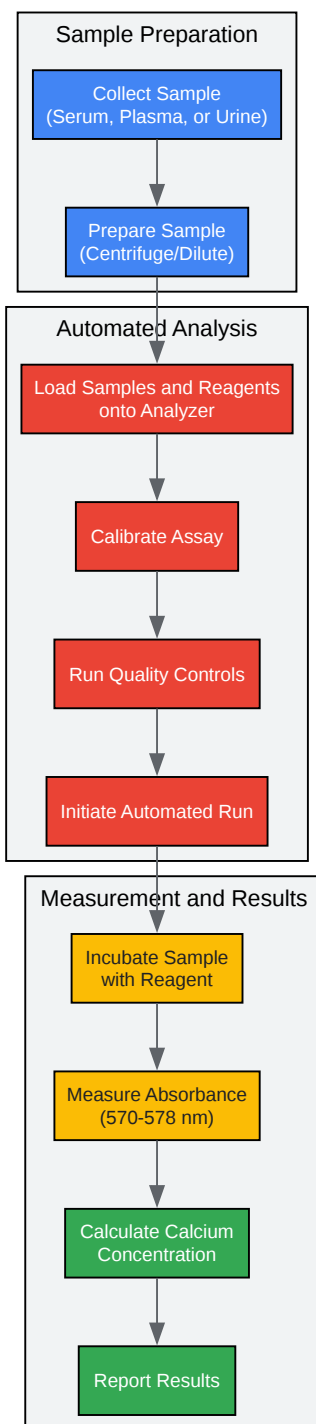 Sample Preparation
Collect Sample
(Serum, Plasma, or Urine)
Prepare Sample
(Centrifuge/Dilute)
Automated Analysis
Load Samples and Reagents
onto Analyzer
Calibrate Assay
Run Quality Controls
Initiate Automated Run
Measurement and Results
Incubate Sample
with Reagent
Measure Absorbance
(570-578 nm)
Calculate Calcium
Concentration
Report Results